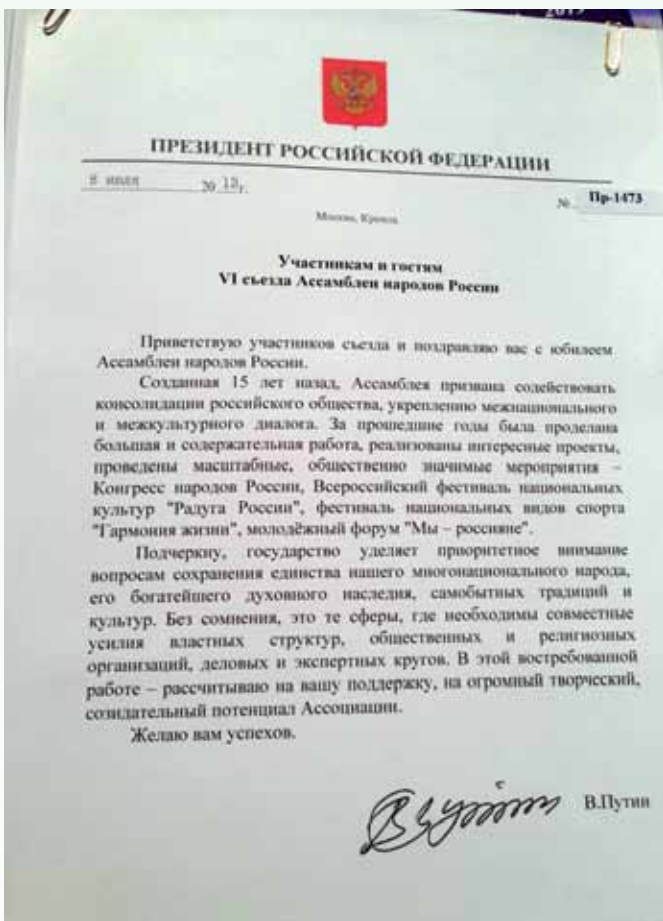 ПРЕЗИДЕНТ РОССИЙСКОЙ ФЕДЕРАЦИИ
8 июля 2013г.
№ Пр-1473
Москва, Кремль
Участникам и гостям
VI съезда Ассамблеи народов России
Приветствую участников съезда и поздравляю вас с юбилеем
Ассамблеи народов России.
Созданная 15 лет назад, Ассамблея призвана содействовать
консолидации российского общества, укреплению межнационального
и межкультурного диалога. За прошедшие годы была проделана
большая и содержательная работа, реализованы интересные проекты,
проведены масштабные, общественно значимые мероприятия –
Конгресс народов России, Всероссийский фестиваль национальных
культур "Радуга России", фестиваль национальных видов спорта
"Гармония жизни", молодёжный форум "Мы – россияне".
Подчеркну, государство уделяет приоритетное внимание
вопросам сохранения единства нашего многонационального народа,
его богатейшего духовного наследия, самобытных традиций и
культур. Без сомнения, это те сферы, где необходимы совместные
усилия властных структур, общественных и религиозных
организаций, деловых и экспертных кругов. В этой востребованной
работе – рассчитываю на вашу поддержку, на огромный творческий,
созидательный потенциал Ассоциации.
Желаю вам успехов.
В.Путин